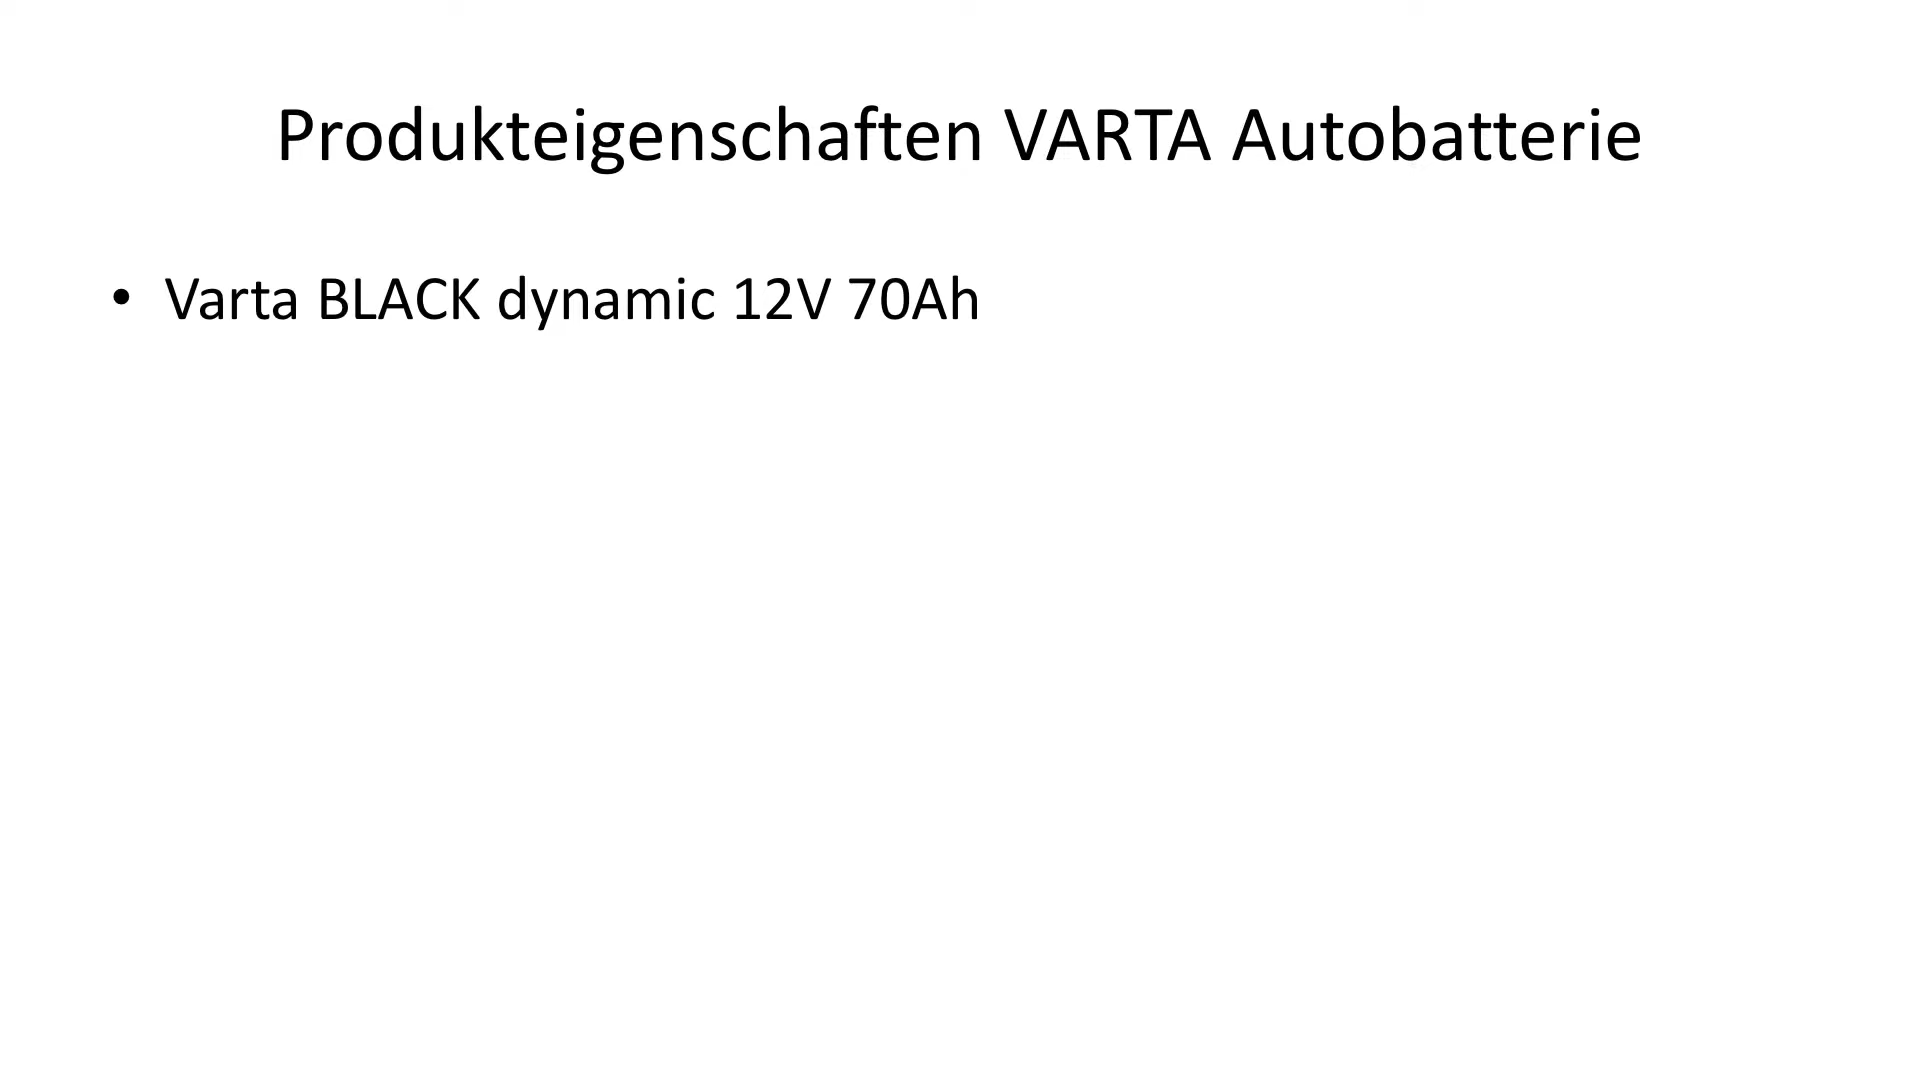 Produkteigenschaften VARTA Autobatterie
• Varta BLACK dynamic 12V 70Ah